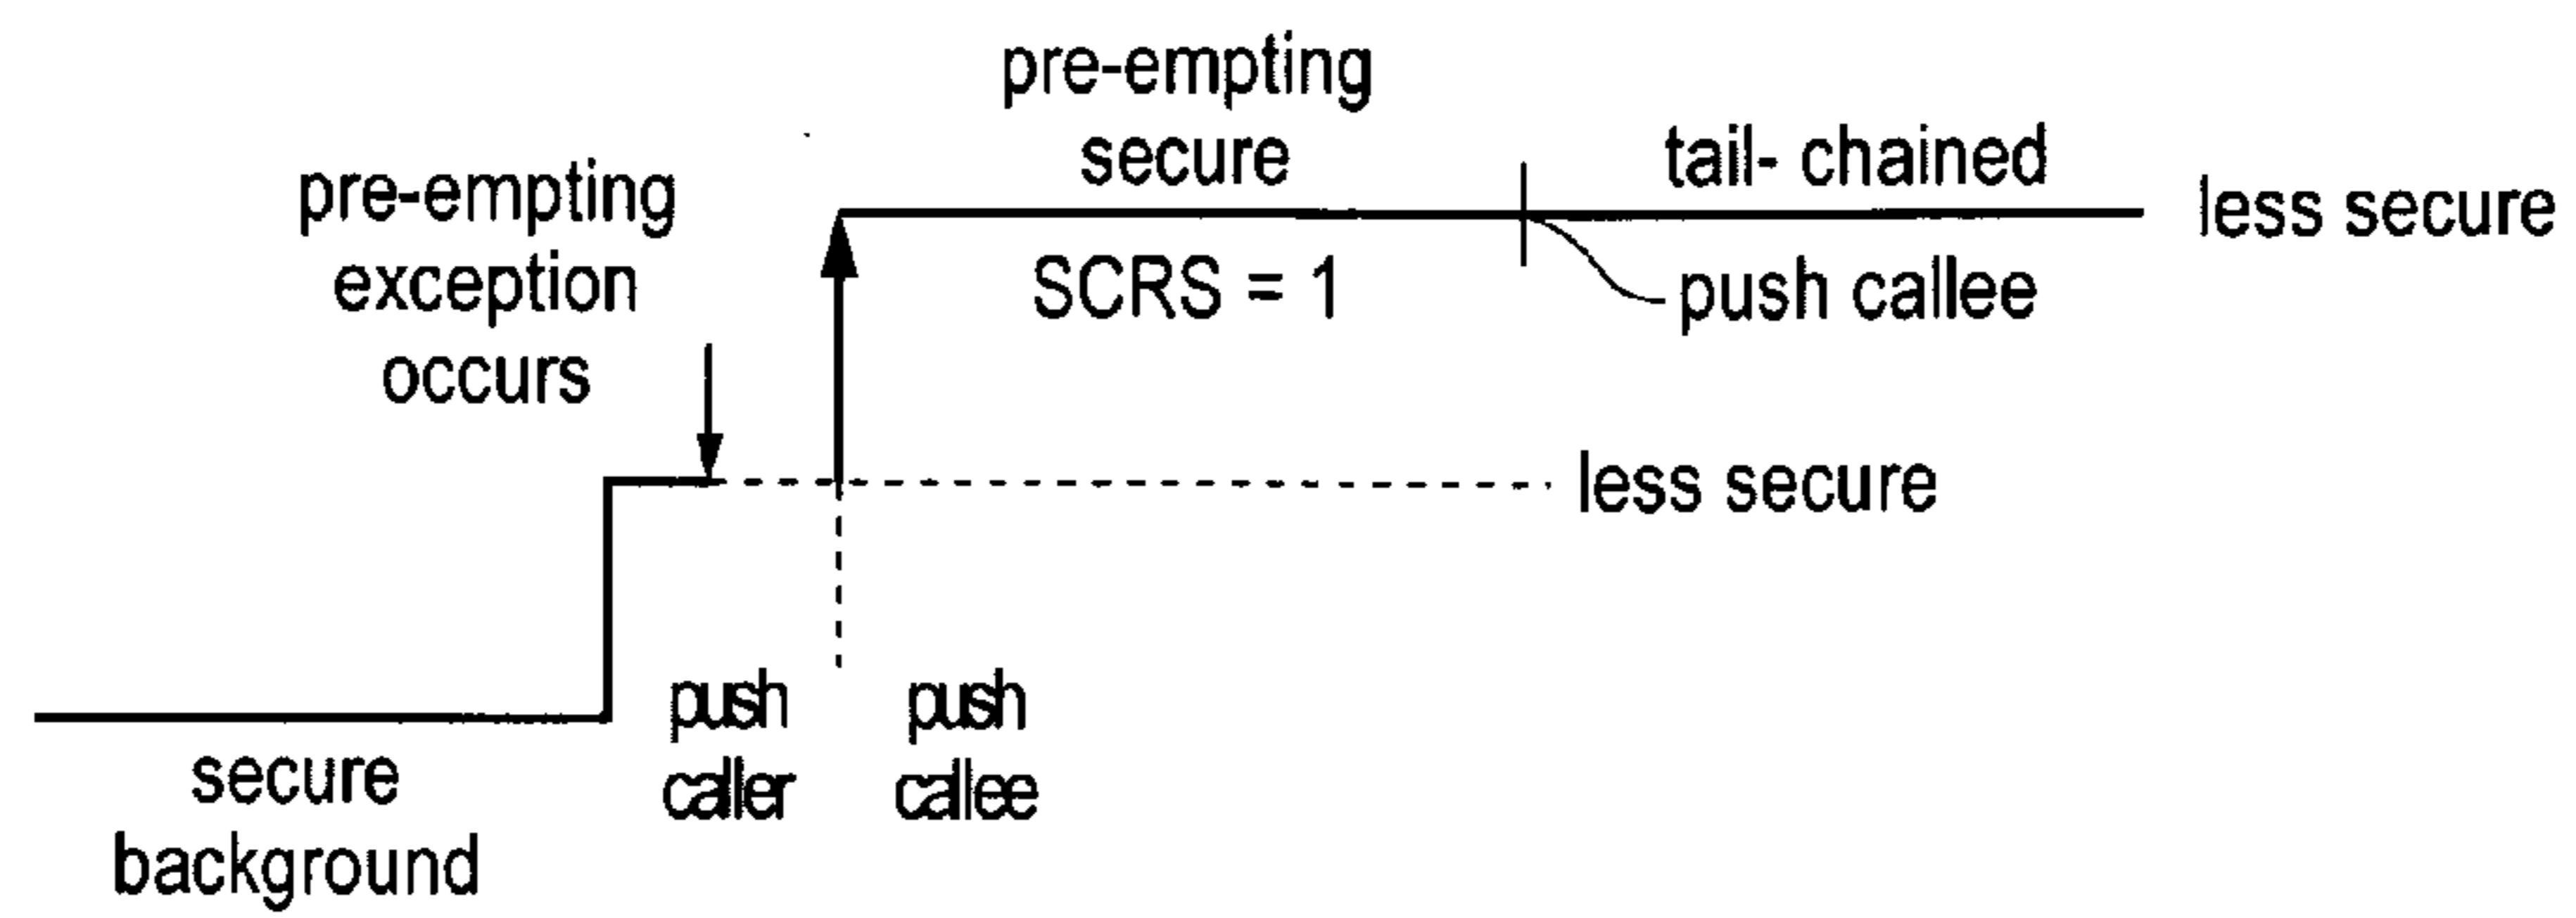 pre-empting
secure
pre-empting
exception
occurs
tail- chained
less secure
SCRS = 1
push callee
less secure
push
caller
push
callee
secure
background